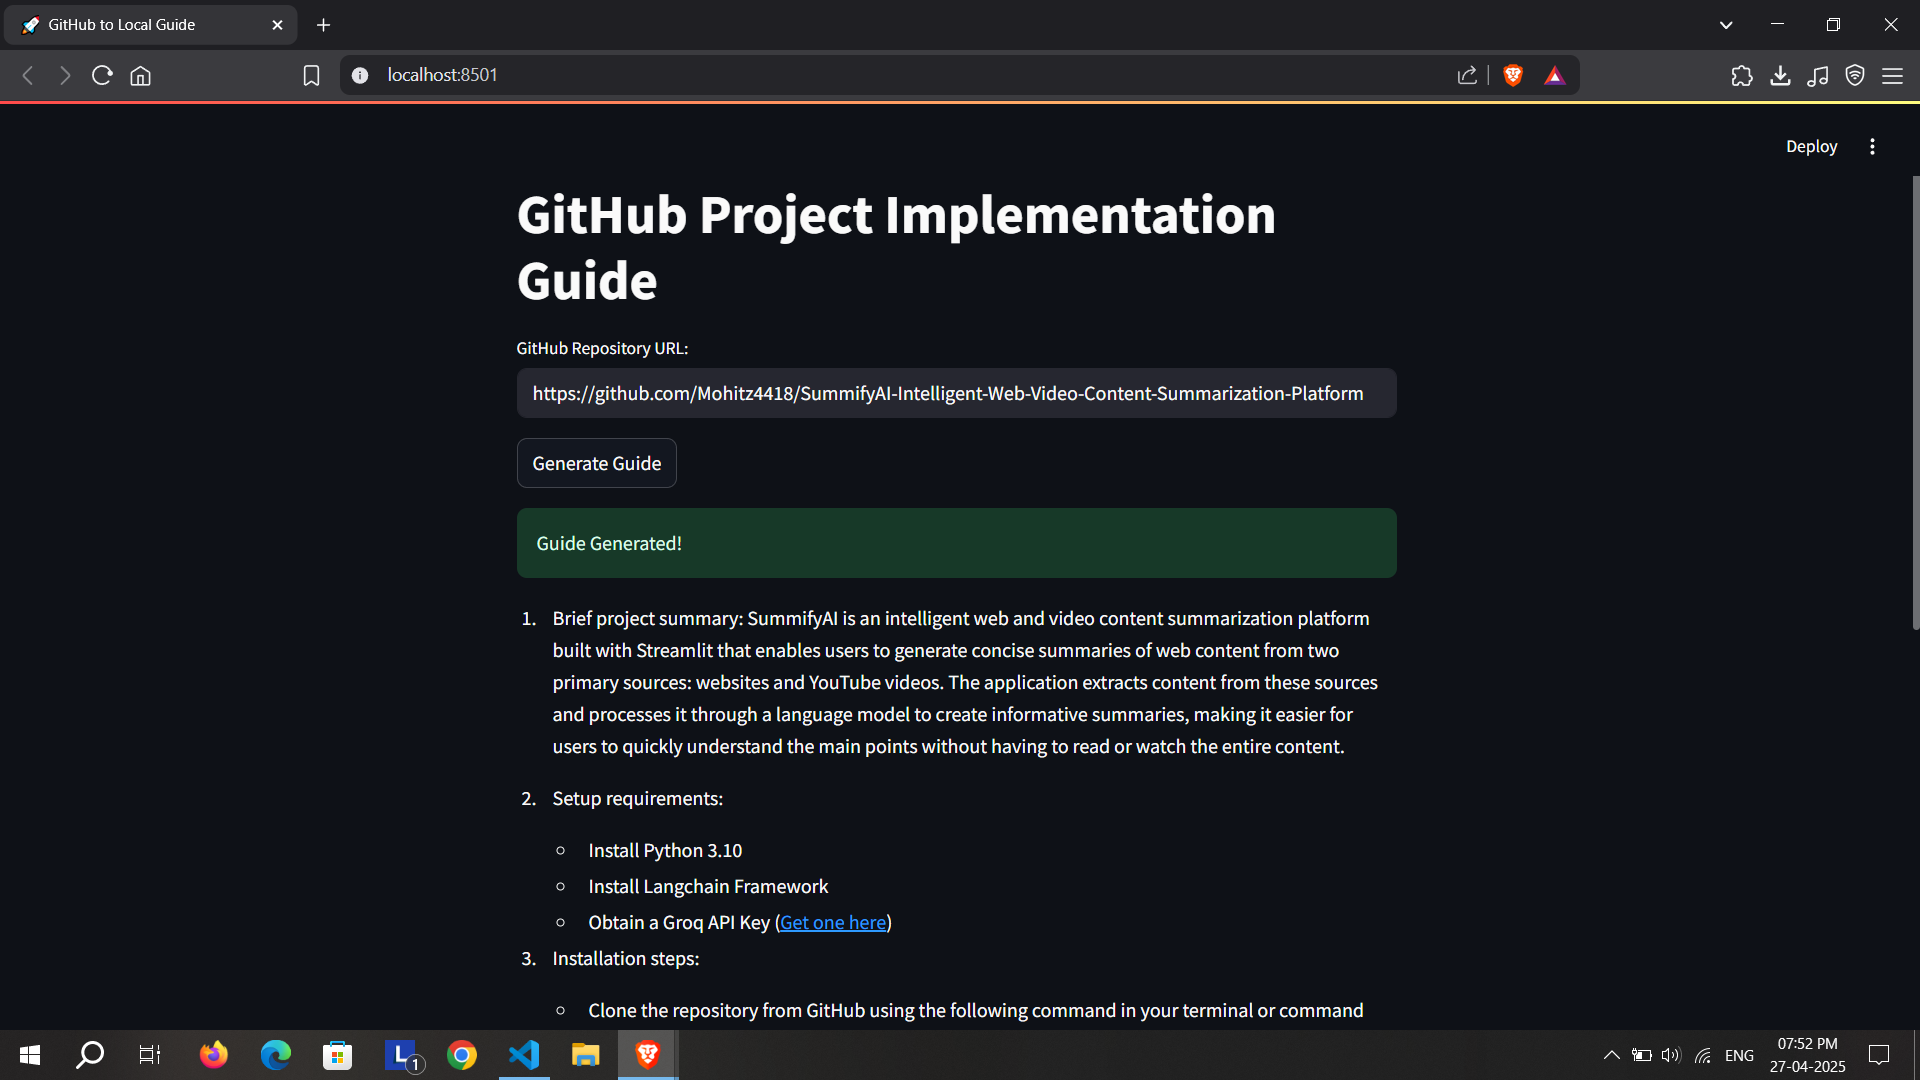 GitHub to Local Guide
localhost:8501
Deploy
GitHub Project Implementation
Guide
GitHub Repository URL:
https://github.com/Mohitz4418/SummifyAI-Intelligent-Web-Video-Content-Summarization-Platform
Generate Guide
Guide Generated!
1. Brief project summary: SummifyAI is an intelligent web and video content summarization platform
built with Streamlit that enables users to generate concise summaries of web content from two
primary sources: websites and YouTube videos. The application extracts content from these sources
and processes it through a language model to create informative summaries, making it easier for
users to quickly understand the main points without having to read or watch the entire content.
2. Setup requirements:
Install Python 3.10
Install Langchain Framework
Obtain a Groq API Key (Get one here)
3. Installation steps:
Clone the repository from GitHub using the following command in your terminal or command
L 1
ENG
07:52 PM
27-04-2025